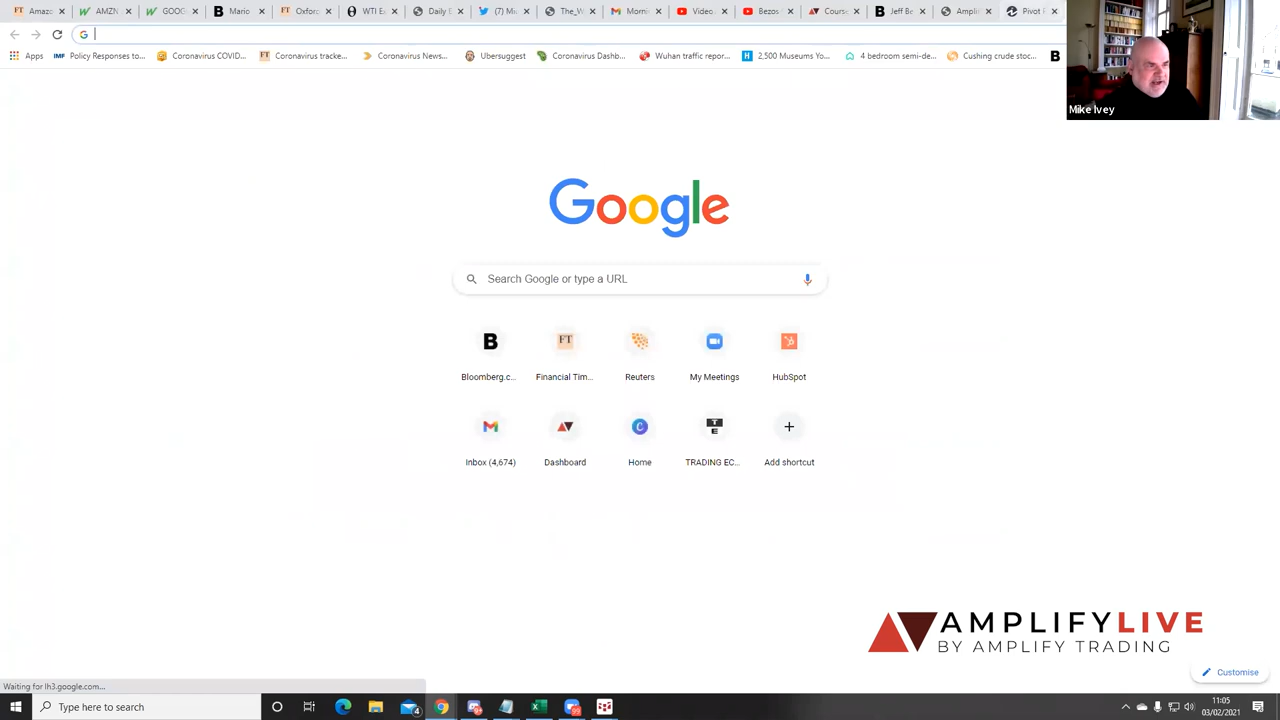 Amazo
AMZN
GOOG
Mario
Oxford
WTI E
Daily
(7) Mi
The_W
Morni
Video
Bezos
Cours
Jeff Be
Amplif
Pivot
Apps
Policy Responses to...
Coronavirus COVID...
Coronavirus tracke...
Coronavirus News...
Ubersuggest
Coronavirus Dashb...
Wuhan traffic repor...
2,500 Museums Yo...
4 bedroom semi-de...
Cushing crude stoc...
Mike Ivey
Google
Search Google or type a URL
Bloomberg.c...
Financial Tim...
Reuters
My Meetings
HubSpot
Inbox (4,674)
Dashboard
Home
TRADING EC...
Add shortcut
AMPLIFYLIVE
BY AMPLIFY TRADING
Customise
Waiting for lh3.google.com...
Type here to search
11:05
03/02/2021